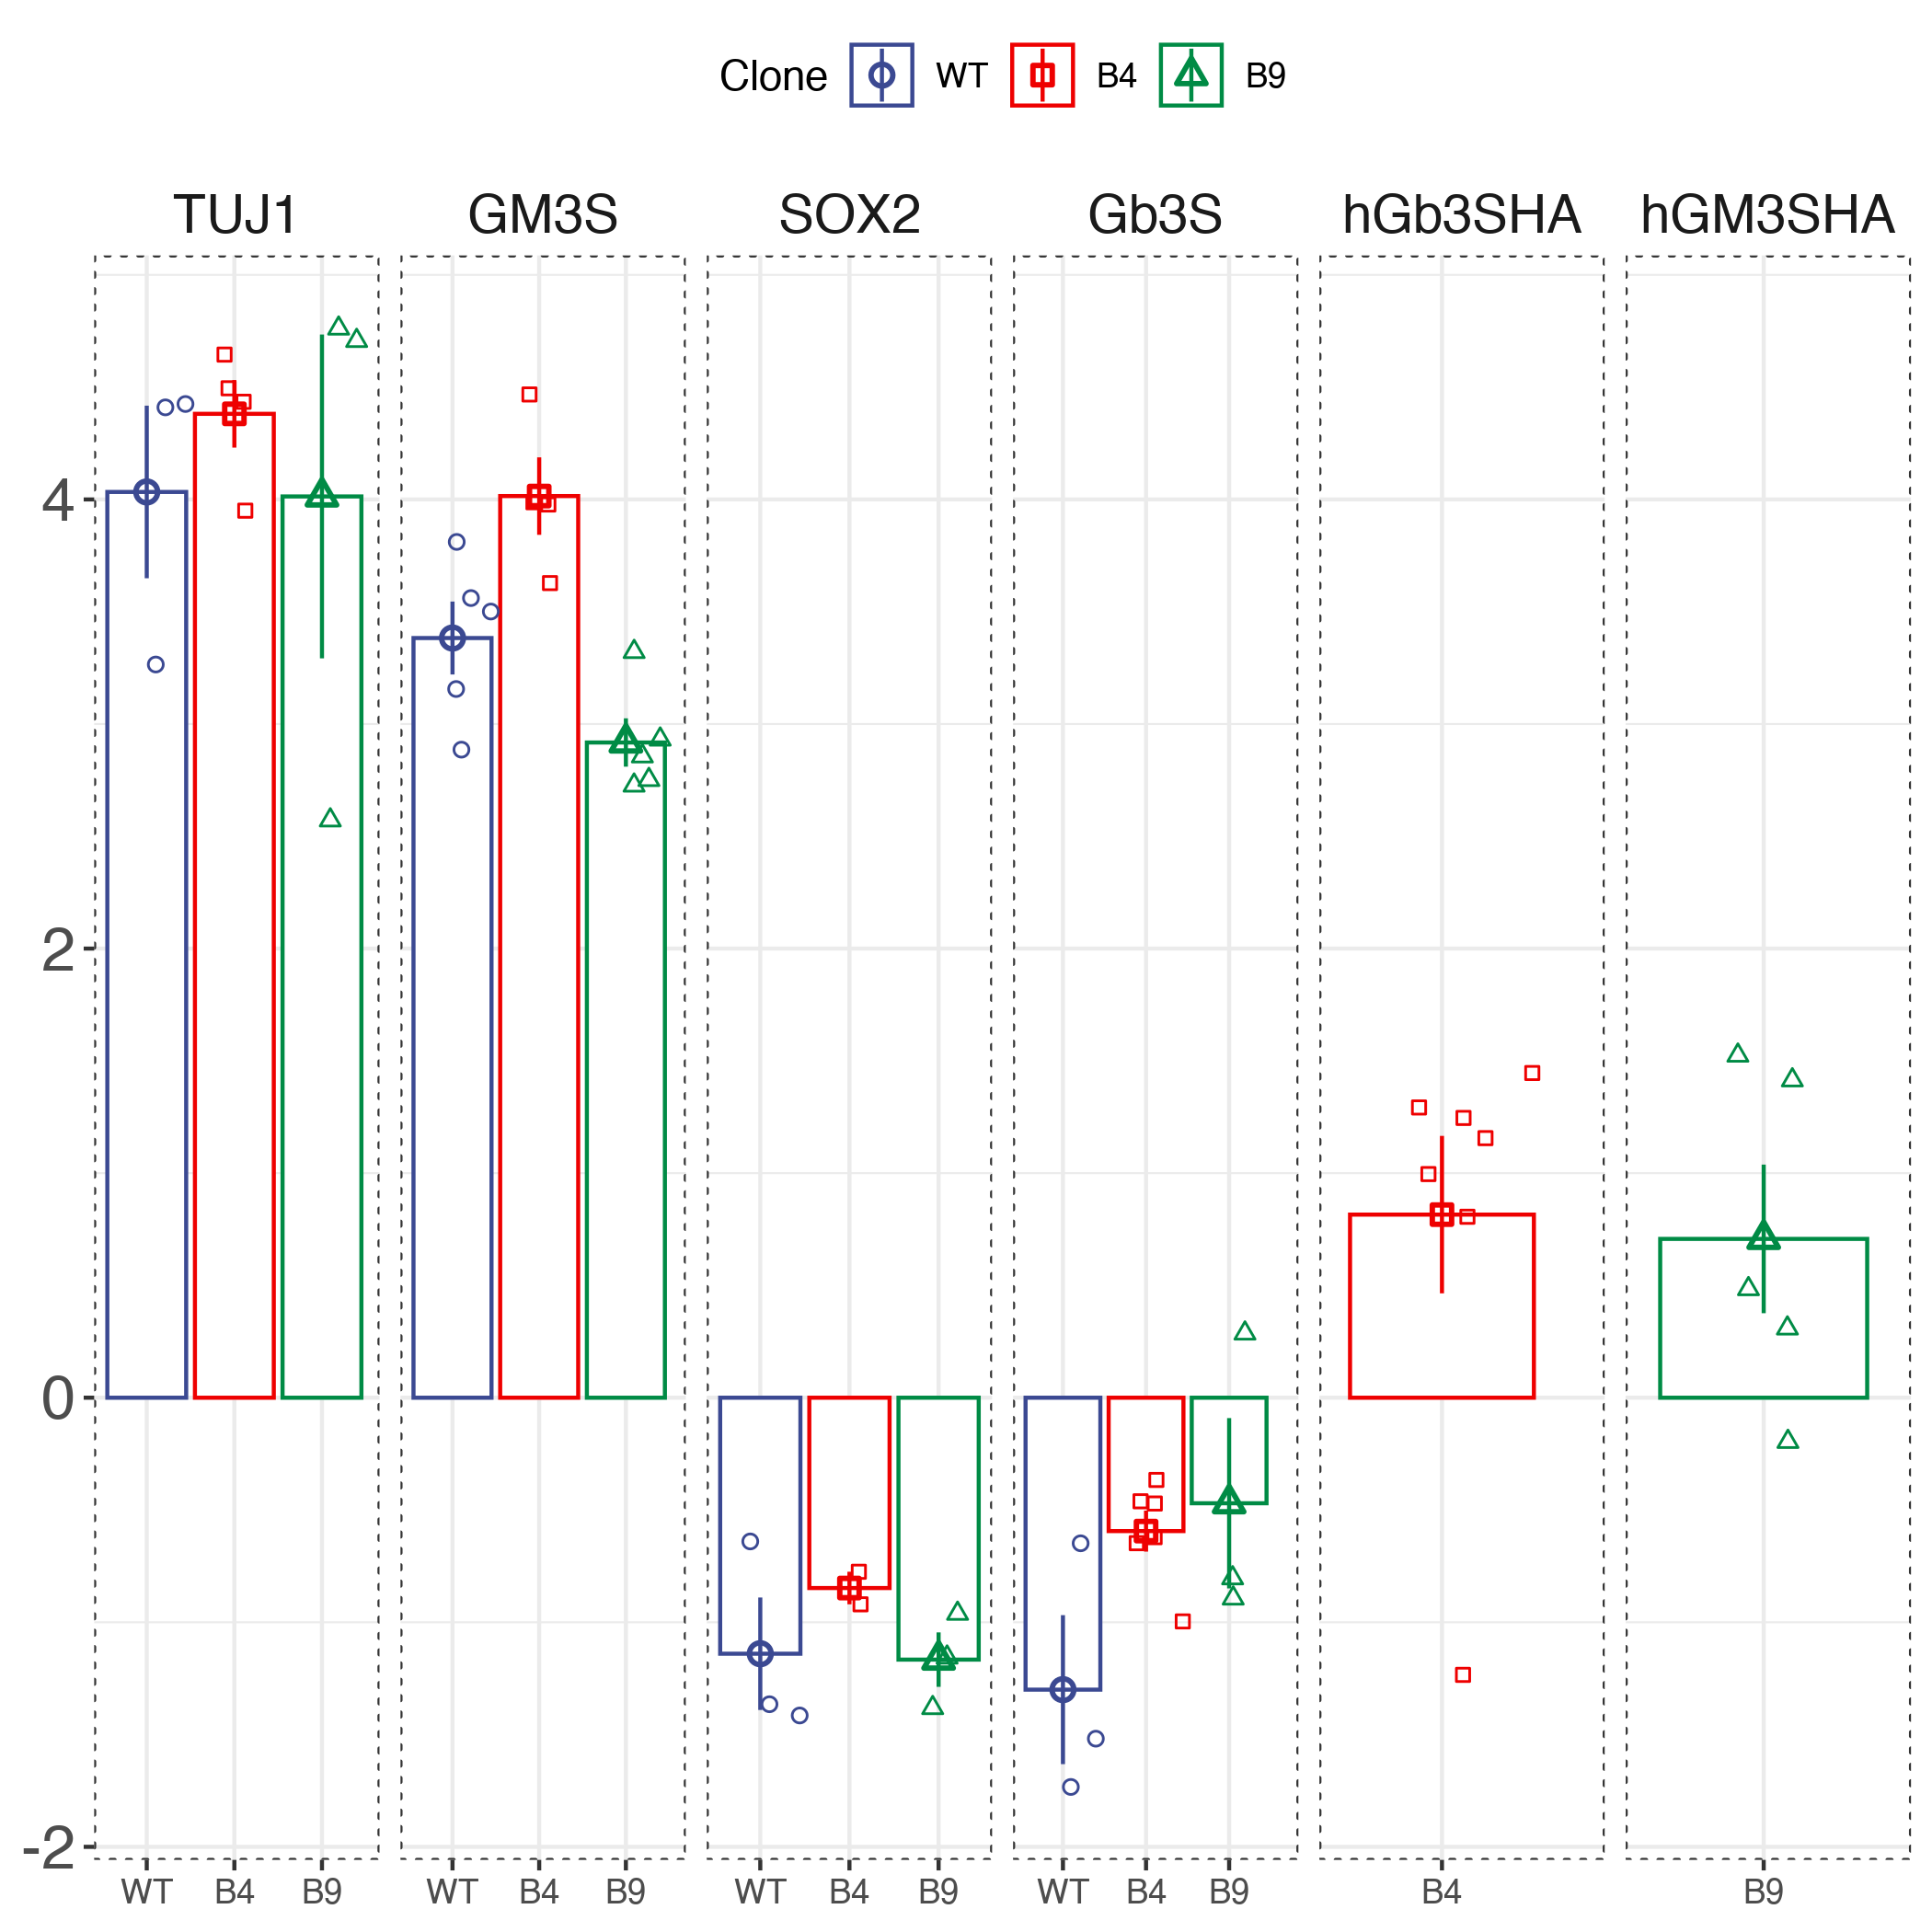 Clone WT B4 B9
TUJ1 GM3S SOX2 Gb3S hGb3SHA hGM3SHA
4
2
0
-2
WT B4 B9 WT B4 B9 WT B4 B9 WT B4 B9 B4 B9